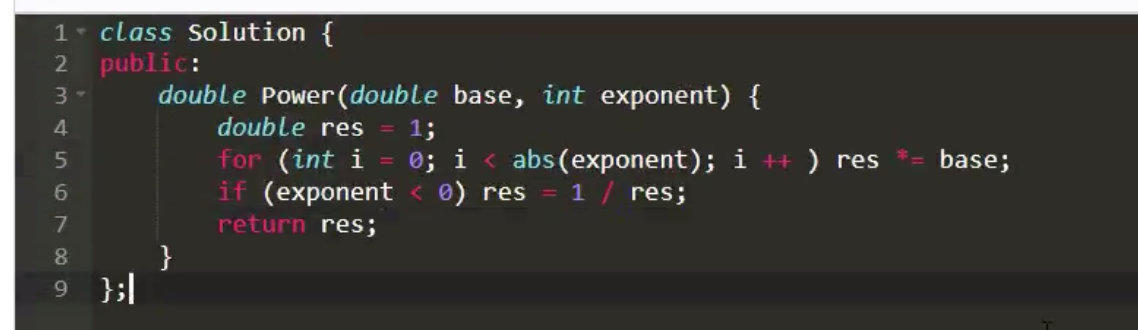 1 class Solution {
2 public:
3 double Power(double base, int exponent) {
4 double res = 1;
5 for (int i = 0; i < abs(exponent); i ++ ) res *= base;
6 if (exponent < 0) res = 1 / res;
7 return res;
8 }
9 };